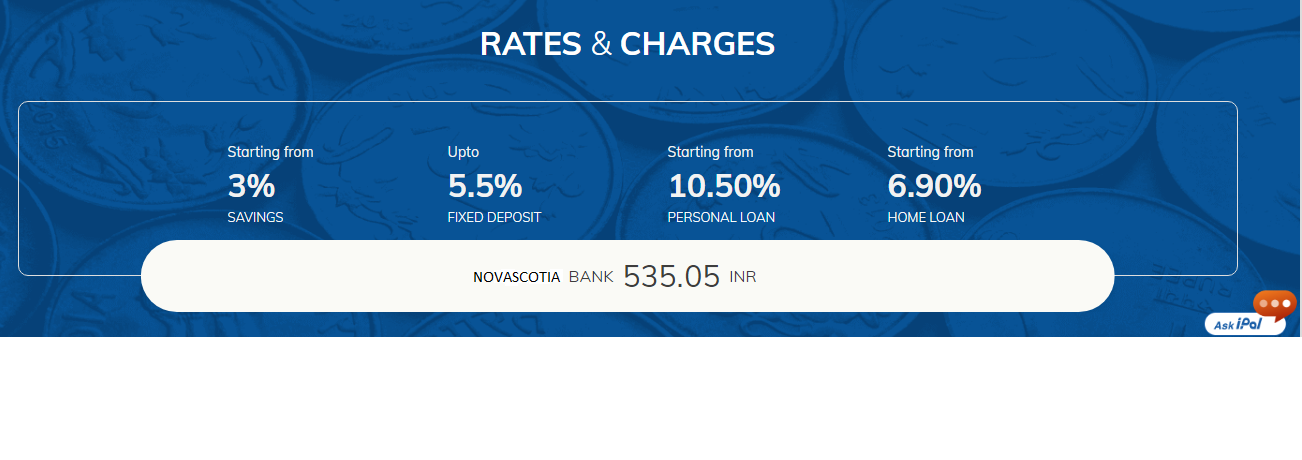 RATES & CHARGES
Starting from
3%
SAVINGS
Upto
5.5%
FIXED DEPOSIT
Starting from
10.50%
PERSONAL LOAN
Starting from
6.90%
HOME LOAN
NOVASCOTIA BANK 535.05 INR
Ask iPal
2015